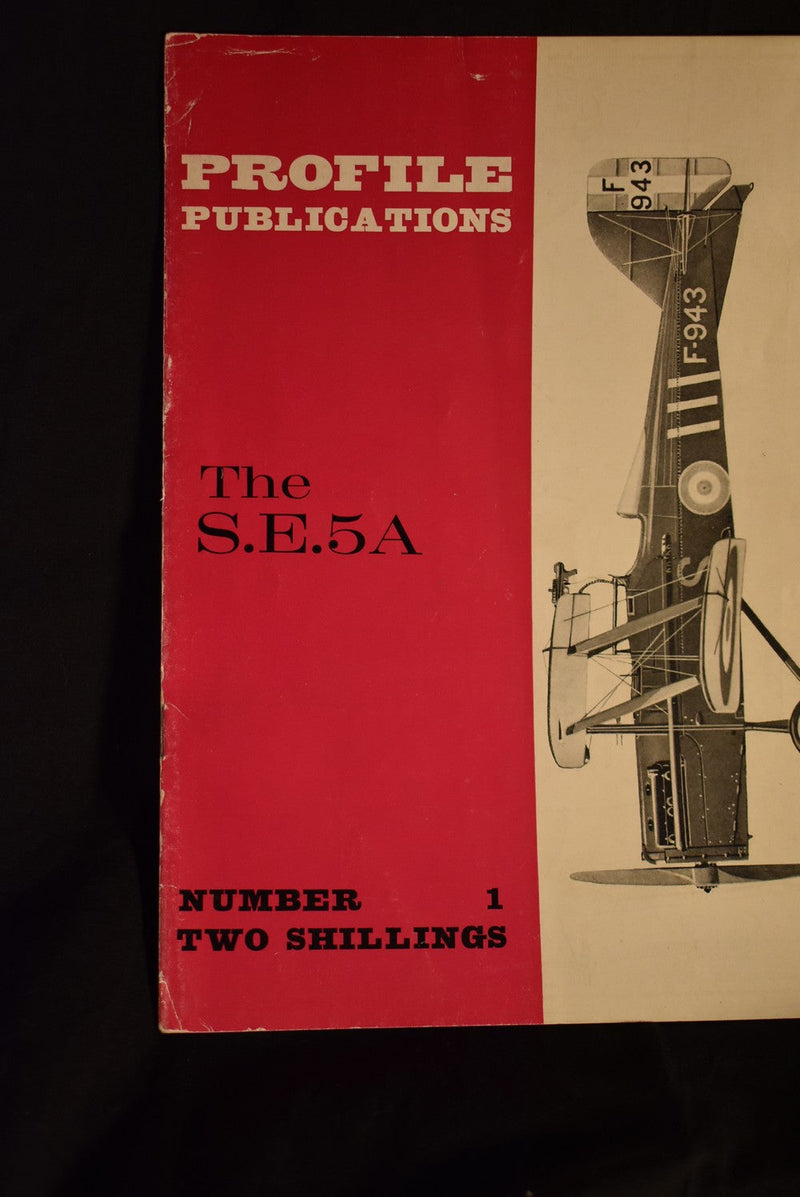 PROFILE
PUBLICATIONS
The
S.E.5A
NUMBER 1
TWO SHILLINGS
F
943
F-943
S